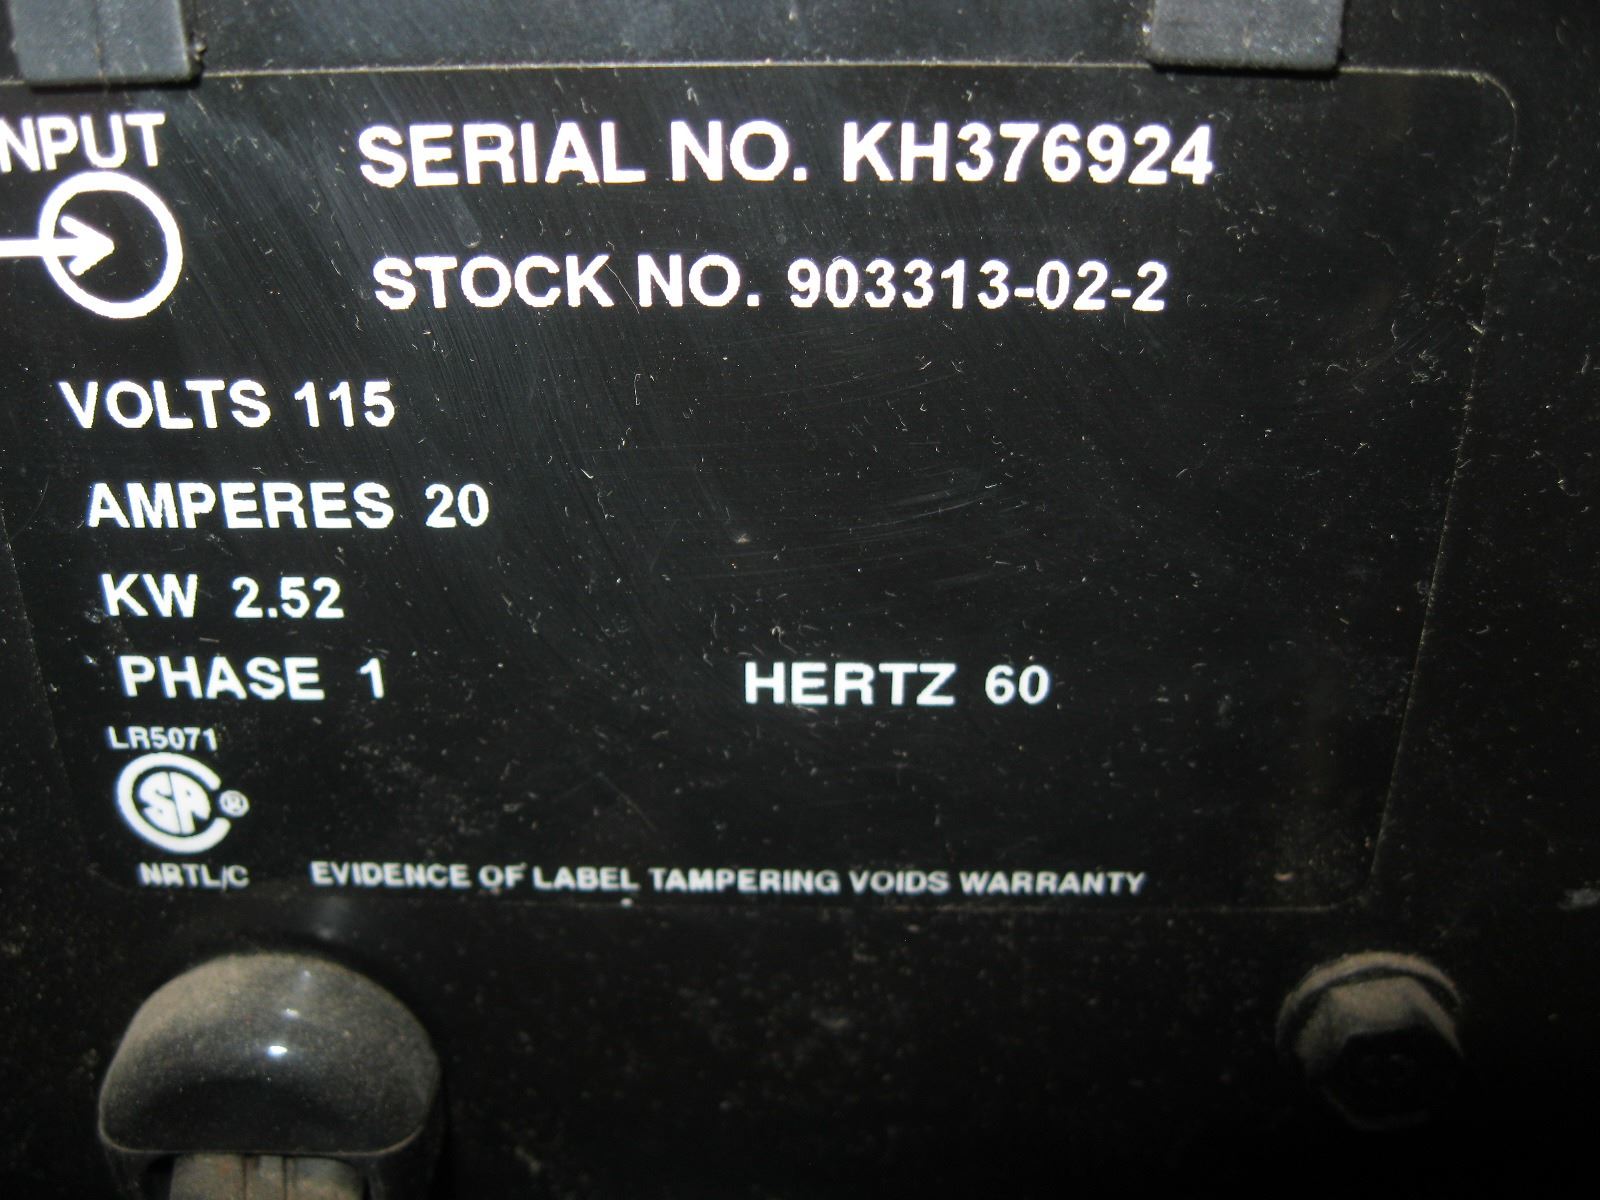 INPUT
SERIAL NO. KH376924
STOCK NO. 903313-02-2
VOLTS 115
AMPERES 20
KW 2.52
PHASE 1 HERTZ 60
LR5071
SA ®
NRTL/C
EVIDENCE OF LABEL TAMPERING VOIDS WARRANTY